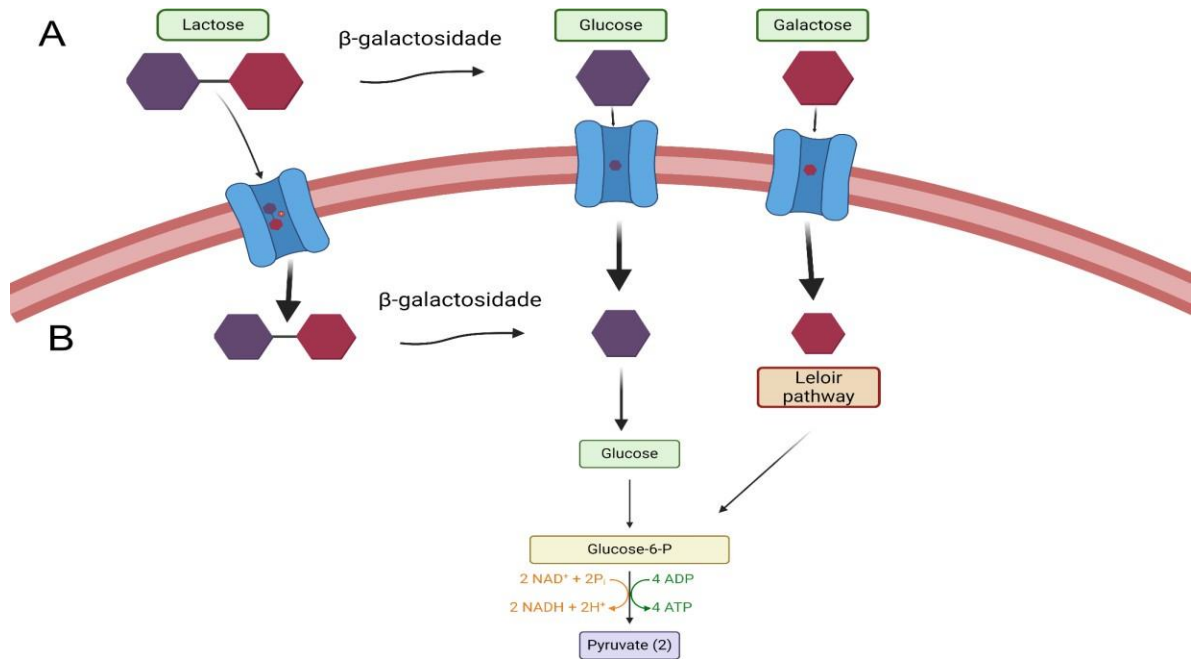 A
Lactose
β-galactosidade
Glucose
Galactose
B
β-galactosidade
Leloir
pathway
Glucose
Glucose-6-P
2 NAD⁺ + 2Pᵢ
4 ADP
2 NADH + 2H⁺
4 ATP
Pyruvate (2)